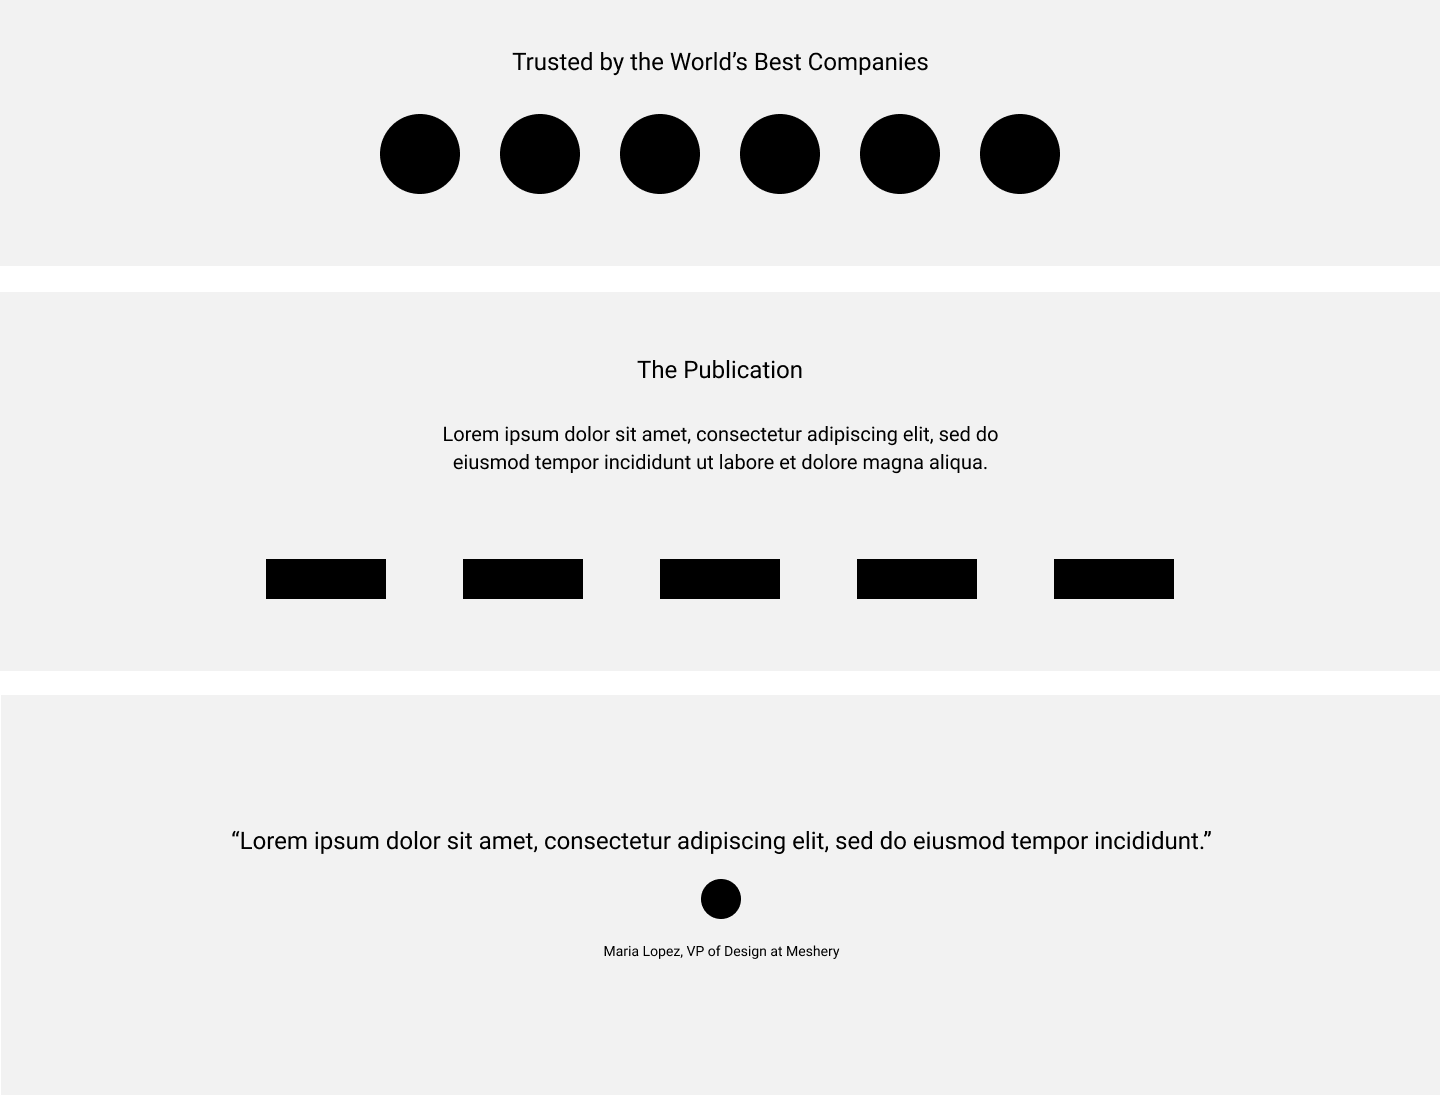 Trusted by the World’s Best Companies
The Publication
Lorem ipsum dolor sit amet, consectetur adipiscing elit, sed do
eiusmod tempor incididunt ut labore et dolore magna aliqua.
“Lorem ipsum dolor sit amet, consectetur adipiscing elit, sed do eiusmod tempor incididunt.”
Maria Lopez, VP of Design at Meshery